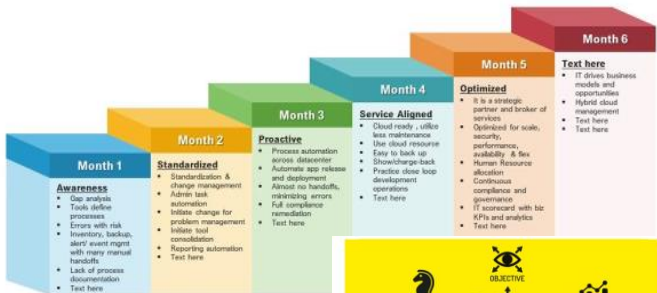 Month 1
Awareness
• Gap analysis
• Tools define
processes
• Errors with risk
• Inventory, backup,
alert/ event mgmt
with many manual
handoffs
• Lack of process
documentation
• Text here
Month 2
Standardized
• Standardization &
change management
• Admin task
automation
• Initiate change for
problem management
• Initiate tool
consolidation
• Reporting automation
• Text here
Month 3
Proactive
• Process automation
across datacenter
• Automate app release
and deployment
• Almost no handoffs,
minimizing errors
• Full compliance
remediation
• Text here
Month 4
Service Aligned
• Cloud ready , utilize
less maintenance
• Use cloud resource
• Easy to back up
• Show/charge-back
• Practice close loop
development
operations
• Text here
Month 5
Optimized
• It is a strategic
partner and broker of
services
• Optimized for scale,
security,
performance,
availability & flex
• Human Resource
allocation
• Continuous
compliance and
governance
• IT scorecard with biz
KPIs and analytics
• Text here
Month 6
Text here
• IT drives business
models and
opportunities
• Hybrid cloud
management
• Text here
• Text here
OBJECTIVE